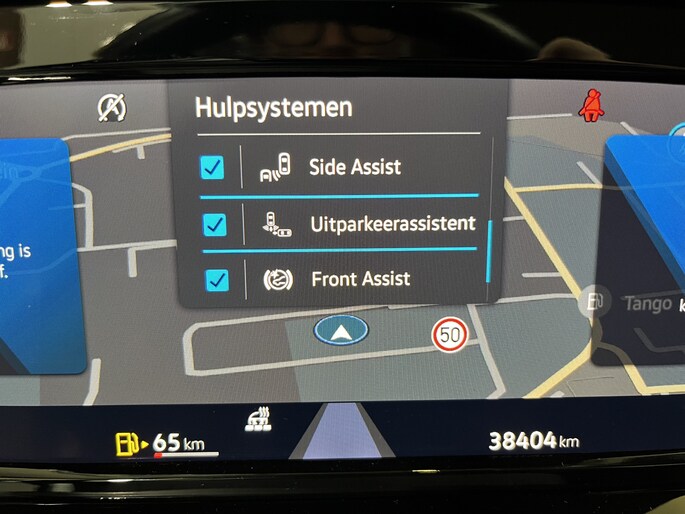 Hulpsystemen
Side Assist
Uitparkeerassistent
Front Assist
ng is
f.
50
Tango
65 km
38404 km